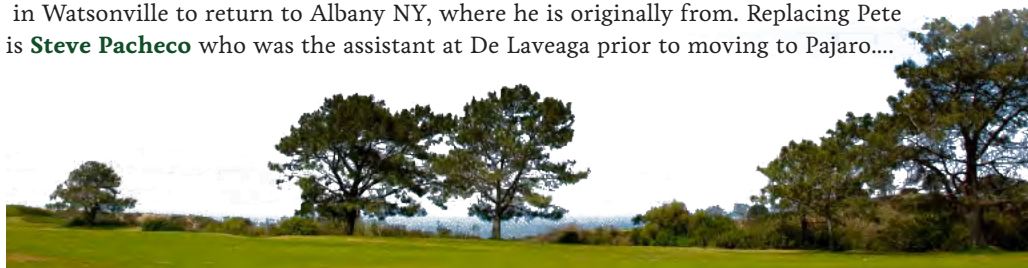 in Watsonville to return to Albany NY, where he is originally from. Replacing Pete
is Steve Pacheco who was the assistant at De Laveaga prior to moving to Pajaro....